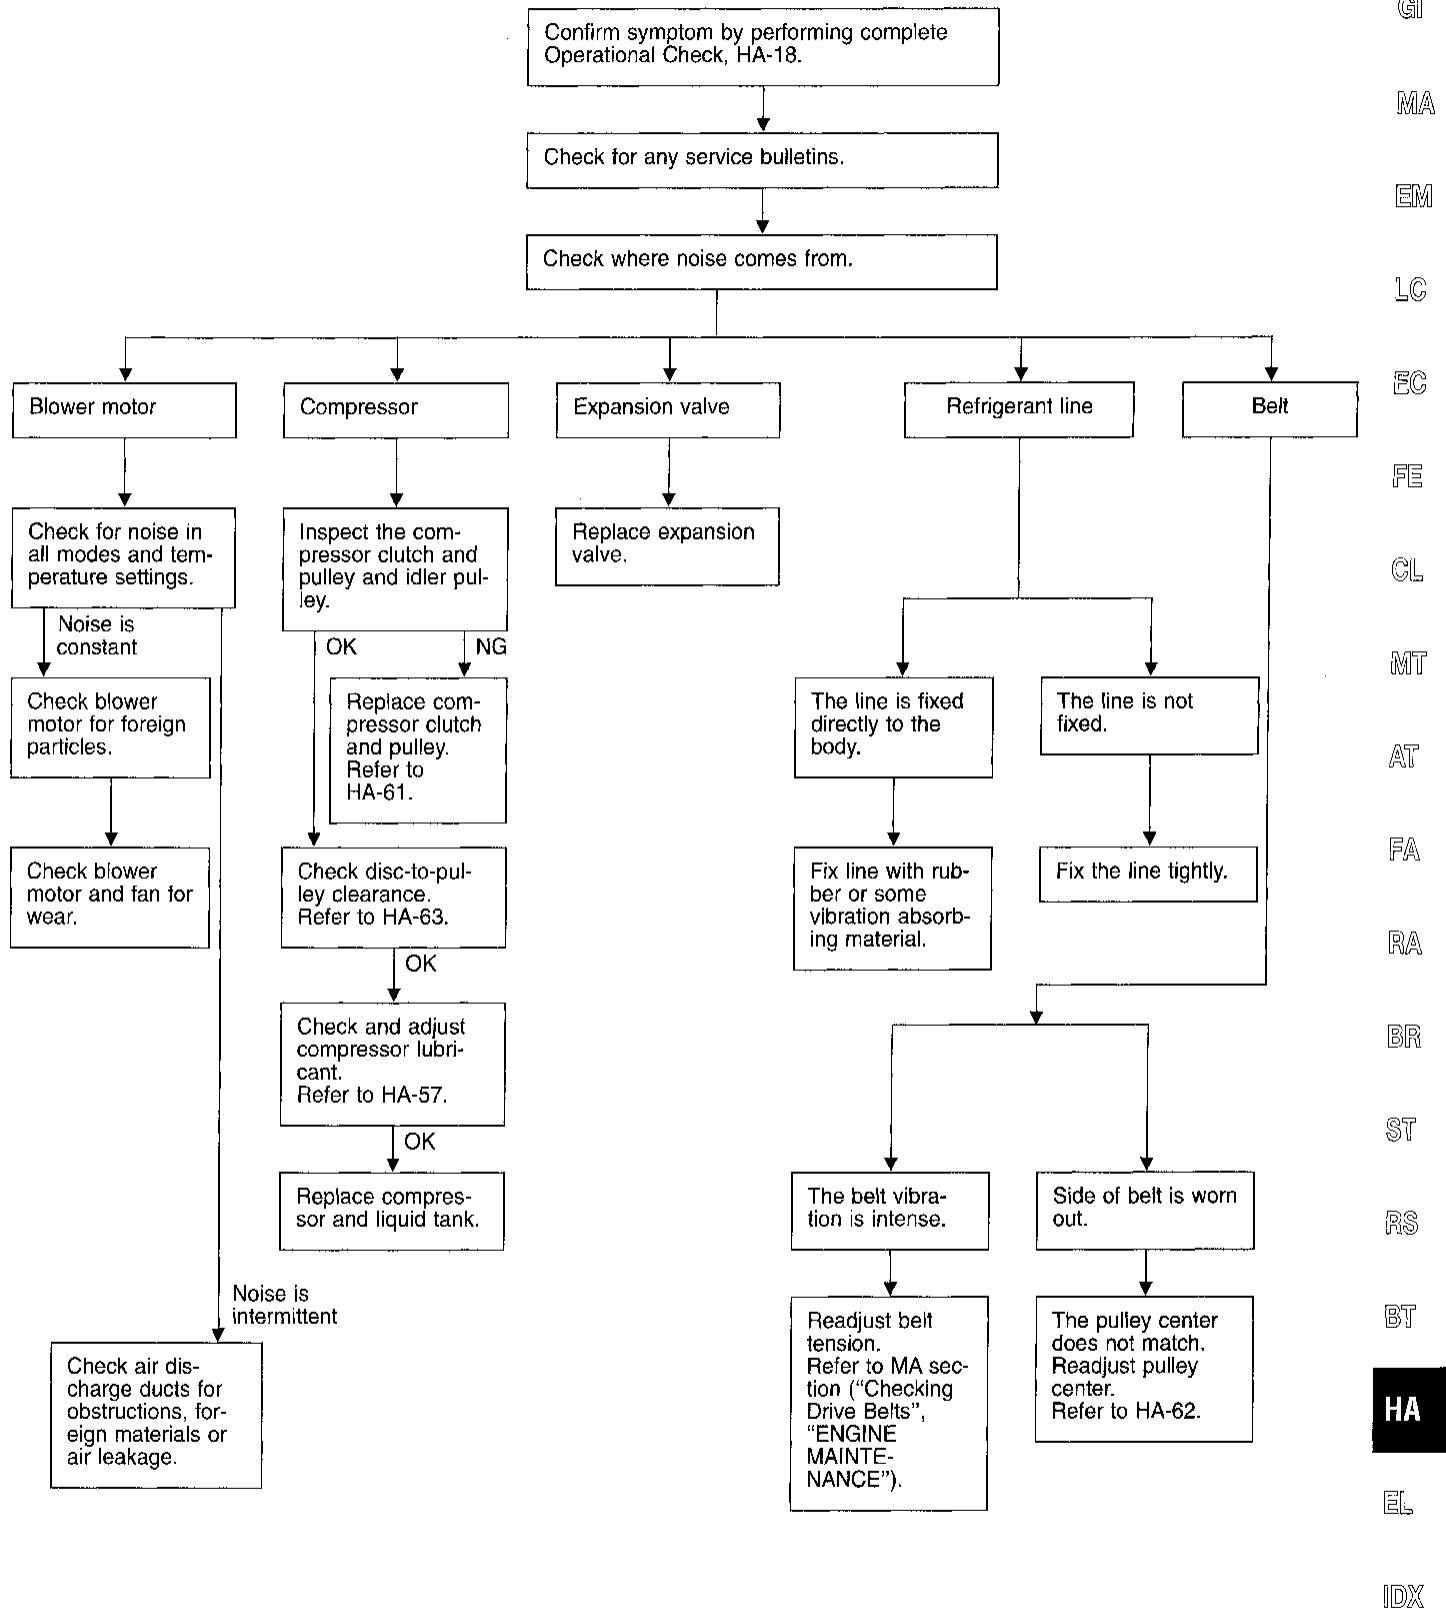 Confirm symptom by performing complete
Operational Check, HA-18.
Check for any service bulletins.
Check where noise comes from.
Blower motor
Compressor
Expansion valve
Refrigerant line
Belt
Check for noise in
all modes and tem-
perature settings.
Inspect the com-
pressor clutch and
pulley and idler pul-
ley.
Replace expansion
valve.
Noise is
constant
OK
NG
Check blower
motor for foreign
particles.
Replace com-
pressor clutch
and pulley.
Refer to
HA-61.
The line is fixed
directly to the
body.
The line is not
fixed.
Check blower
motor and fan for
wear.
Check disc-to-pul-
ley clearance.
Refer to HA-63.
Fix line with rub-
ber or some
vibration absorb-
ing material.
Fix the line tightly.
OK
Check and adjust
compressor lubri-
cant.
Refer to HA-57.
OK
Replace compres-
sor and liquid tank.
The belt vibra-
tion is intense.
Side of belt is worn
out.
Noise is
intermittent
Check air dis-
charge ducts for
obstructions, for-
eign materials or
air leakage.
Readjust belt
tension.
Refer to MA sec-
tion (“Checking
Drive Belts”,
“ENGINE
MAINTE-
NANCE”).
The pulley center
does not match.
Readjust pulley
center.
Refer to HA-62.
GI
MA
EM
LC
EC
FE
CL
MT
AT
FA
RA
BR
ST
RS
BT
HA
EL
IDX